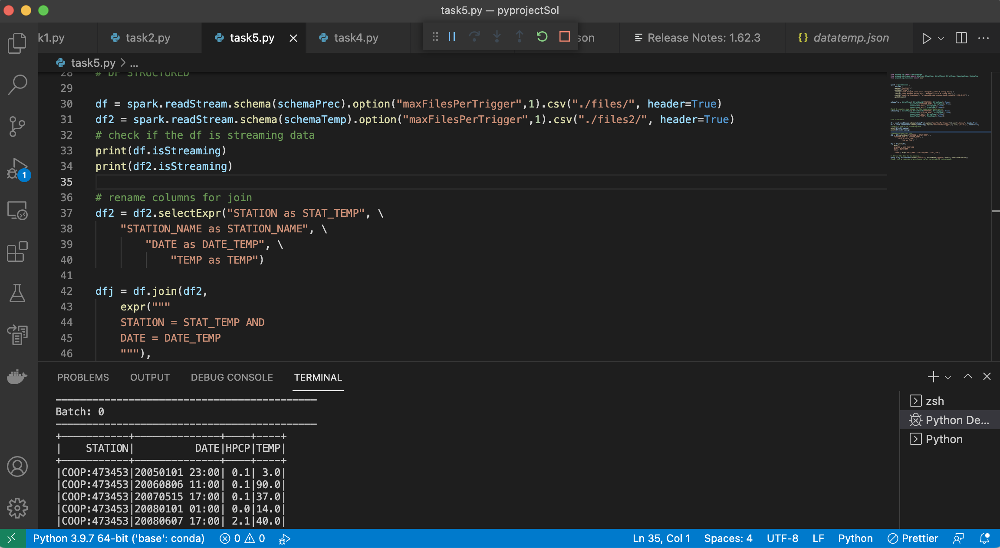 task5.py — pyprojectSol
k1.py
task2.py
task5.py
task4.py
son
Release Notes: 1.62.3
{} datatemp.json
task5.py > ...
28 # DF STRUCTURED
29
30 df = spark.readStream.schema(schemaPrec).option("maxFilesPerTrigger",1).csv("./files/", header=True)
31 df2 = spark.readStream.schema(schemaTemp).option("maxFilesPerTrigger",1).csv("./files2/", header=True)
32 # check if the df is streaming data
33 print(df.isStreaming)
34 print(df2.isStreaming)
35
36 # rename columns for join
37 df2 = df2.selectExpr("STATION as STAT_TEMP", \
38 "STATION_NAME as STATION_NAME", \
39 "DATE as DATE_TEMP", \
40 "TEMP as TEMP")
41
42 dfj = df.join(df2,
43 expr("""
44 STATION = STAT_TEMP AND
45 DATE = DATE_TEMP
46 """),
1
PROBLEMS OUTPUT DEBUG CONSOLE TERMINAL
-------------------------------------------
Batch: 0
-------------------------------------------
+------------+--------------+----+----+
|     STATION|          DATE|HPCP|TEMP|
+------------+--------------+----+----+
|COOP:473453|20050101 23:00| 0.1| 3.0|
|COOP:473453|20060806 11:00| 0.1|90.0|
|COOP:473453|20070515 17:00| 0.1|37.0|
|COOP:473453|20080101 01:00| 0.0|14.0|
|COOP:473453|20080607 17:00| 2.1|40.0|
zsh
Python De...
Python
Python 3.9.7 64-bit ('base': conda) 0 0 Ln 35, Col 1 Spaces: 4 UTF-8 LF Python Prettier